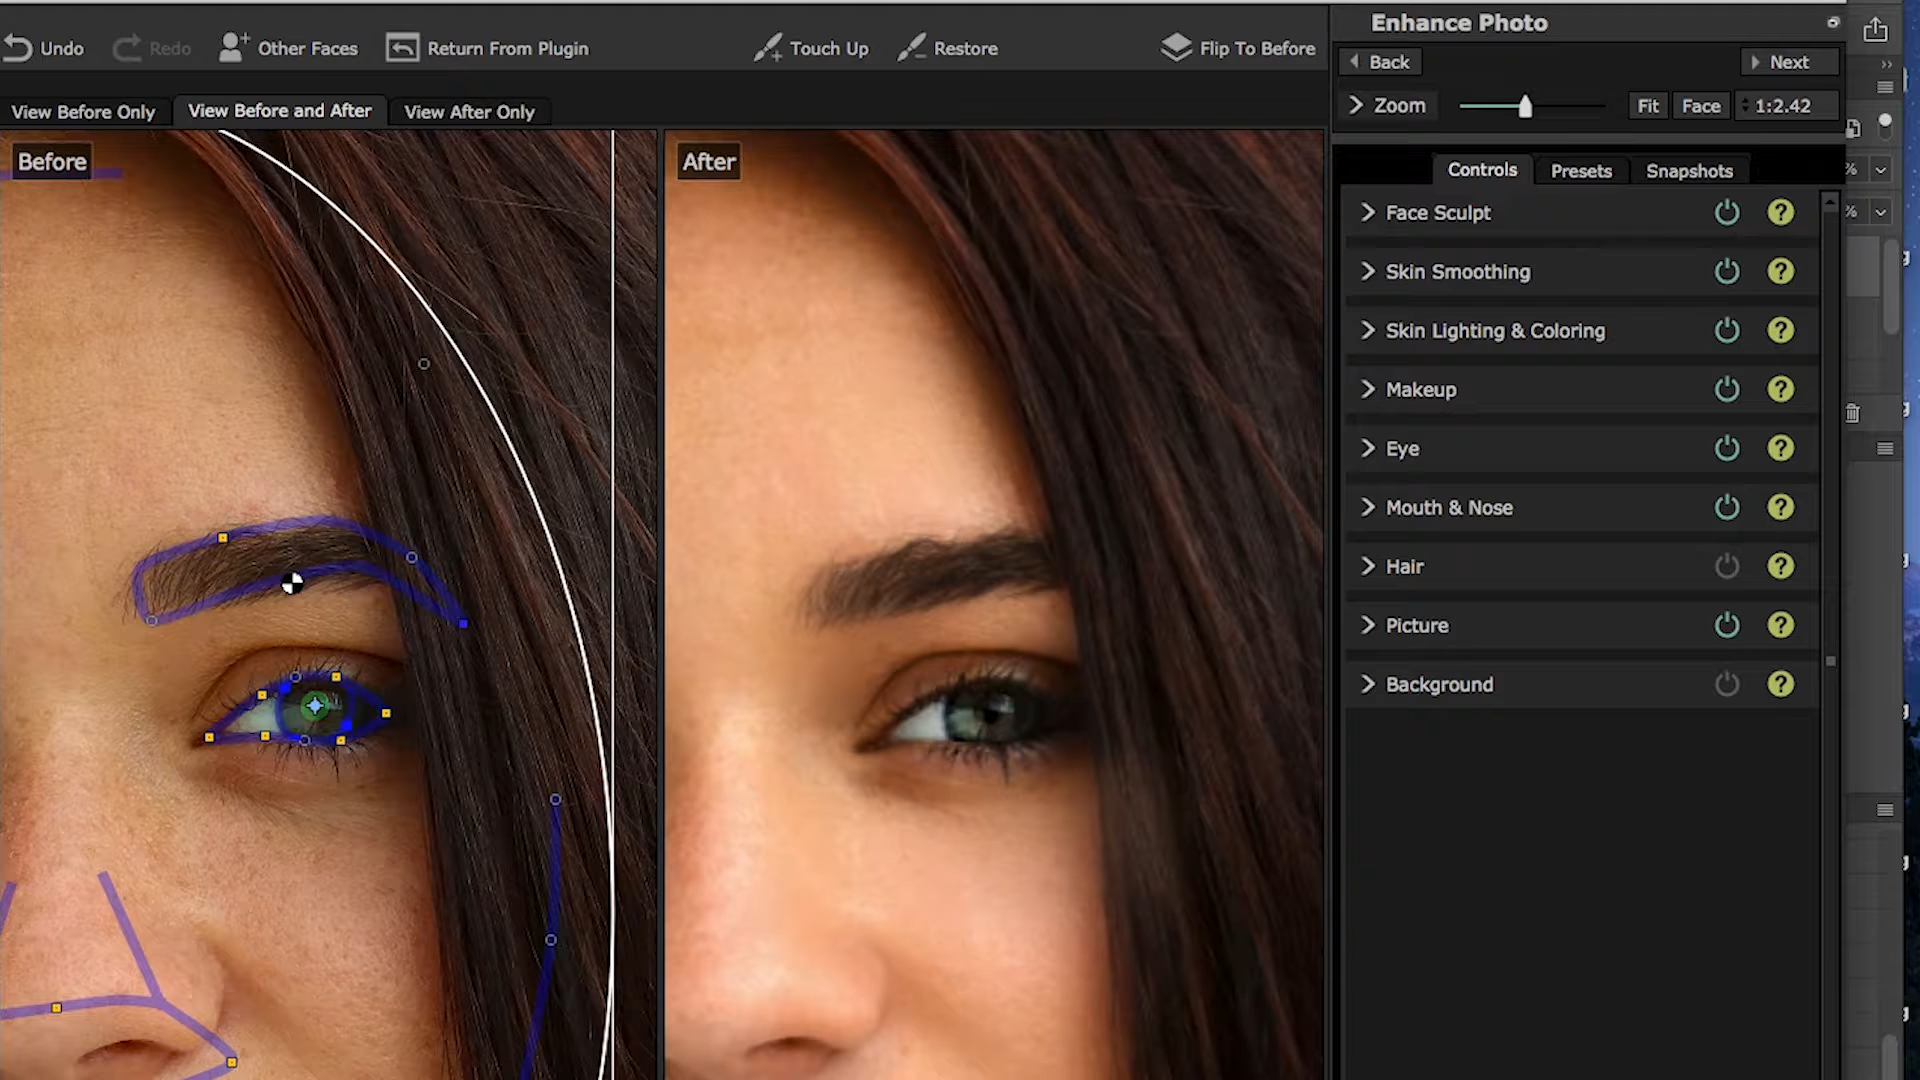 Enhance Photo
Undo
Redo
Other Faces
Return From Plugin
Touch Up
Restore
Flip To Before
Back
Next
Zoom
Fit
Face
1:2.42
View Before Only
View Before and After
View After Only
Before
After
Controls
Presets
Snapshots
%
%
Face Sculpt
?
Skin Smoothing
?
Skin Lighting & Coloring
?
Makeup
?
Eye
?
Mouth & Nose
?
Hair
?
Picture
?
Background
?